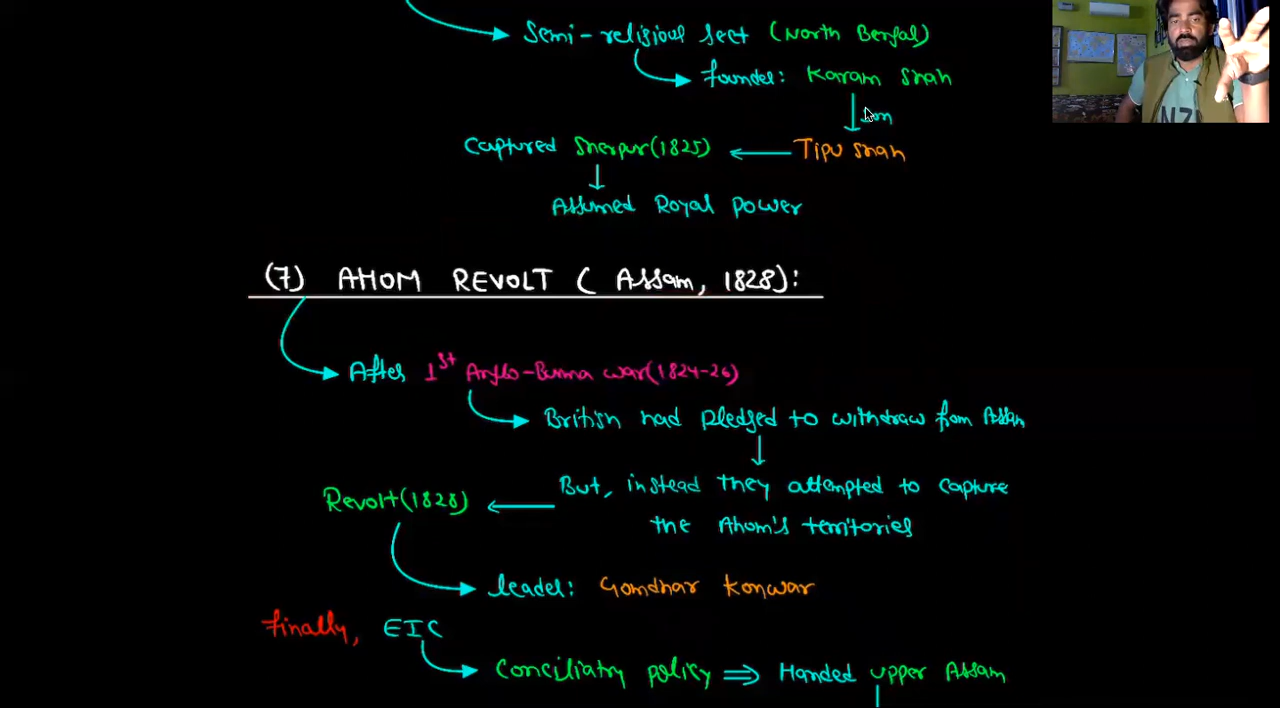 Semi-religious sect (North Bengal)
founder: Karam Shah
Son
Captured Sherpur (1825) ← Tipu Shah
Assumed Royal power
(7) AHOM REVOLT ( Assam, 1828):
After 1st Anglo-Burma war (1824-26)
British had pledged to withdraw from Assam
But, instead they attempted to capture
Revolt (1828) ←
the Ahom's territories
leader: Gomdhar Konwar
finally, EIC
Conciliatry policy ⇒ Handed upper Assam
NZ